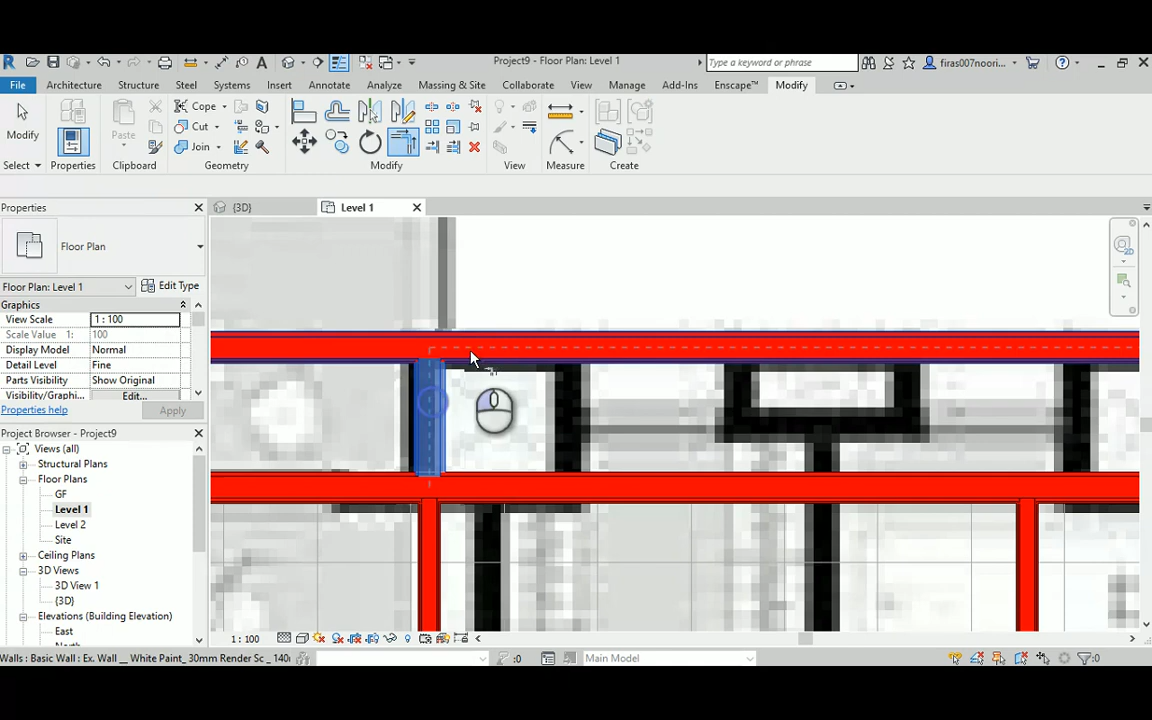 Project9 - Floor Plan: Level 1
Type a keyword or phrase
firas007noori...
File Architecture Structure Steel Systems Insert Annotate Analyze Massing & Site Collaborate View Manage Add-Ins Enscape™ Modify
Modify
Paste
Cope
Cut
Join
Select Properties Clipboard Geometry Modify View Measure Create
Properties
{3D}
Level 1
Floor Plan
Floor Plan: Level 1
Edit Type
Graphics
View Scale 1 : 100
Scale Value 1: 100
Display Model Normal
Detail Level Fine
Parts Visibility Show Original
Visibility/Graphi... Edit...
Properties help
Apply
Project Browser - Project9
Views (all)
Structural Plans
Floor Plans
GF
Level 1
Level 2
Site
Ceiling Plans
3D Views
3D View 1
{3D}
Elevations (Building Elevation)
East
1 : 100
Walls : Basic Wall : Ex. Wall __ White Paint_ 30mm Render Sc _ 140
:0
Main Model
:0